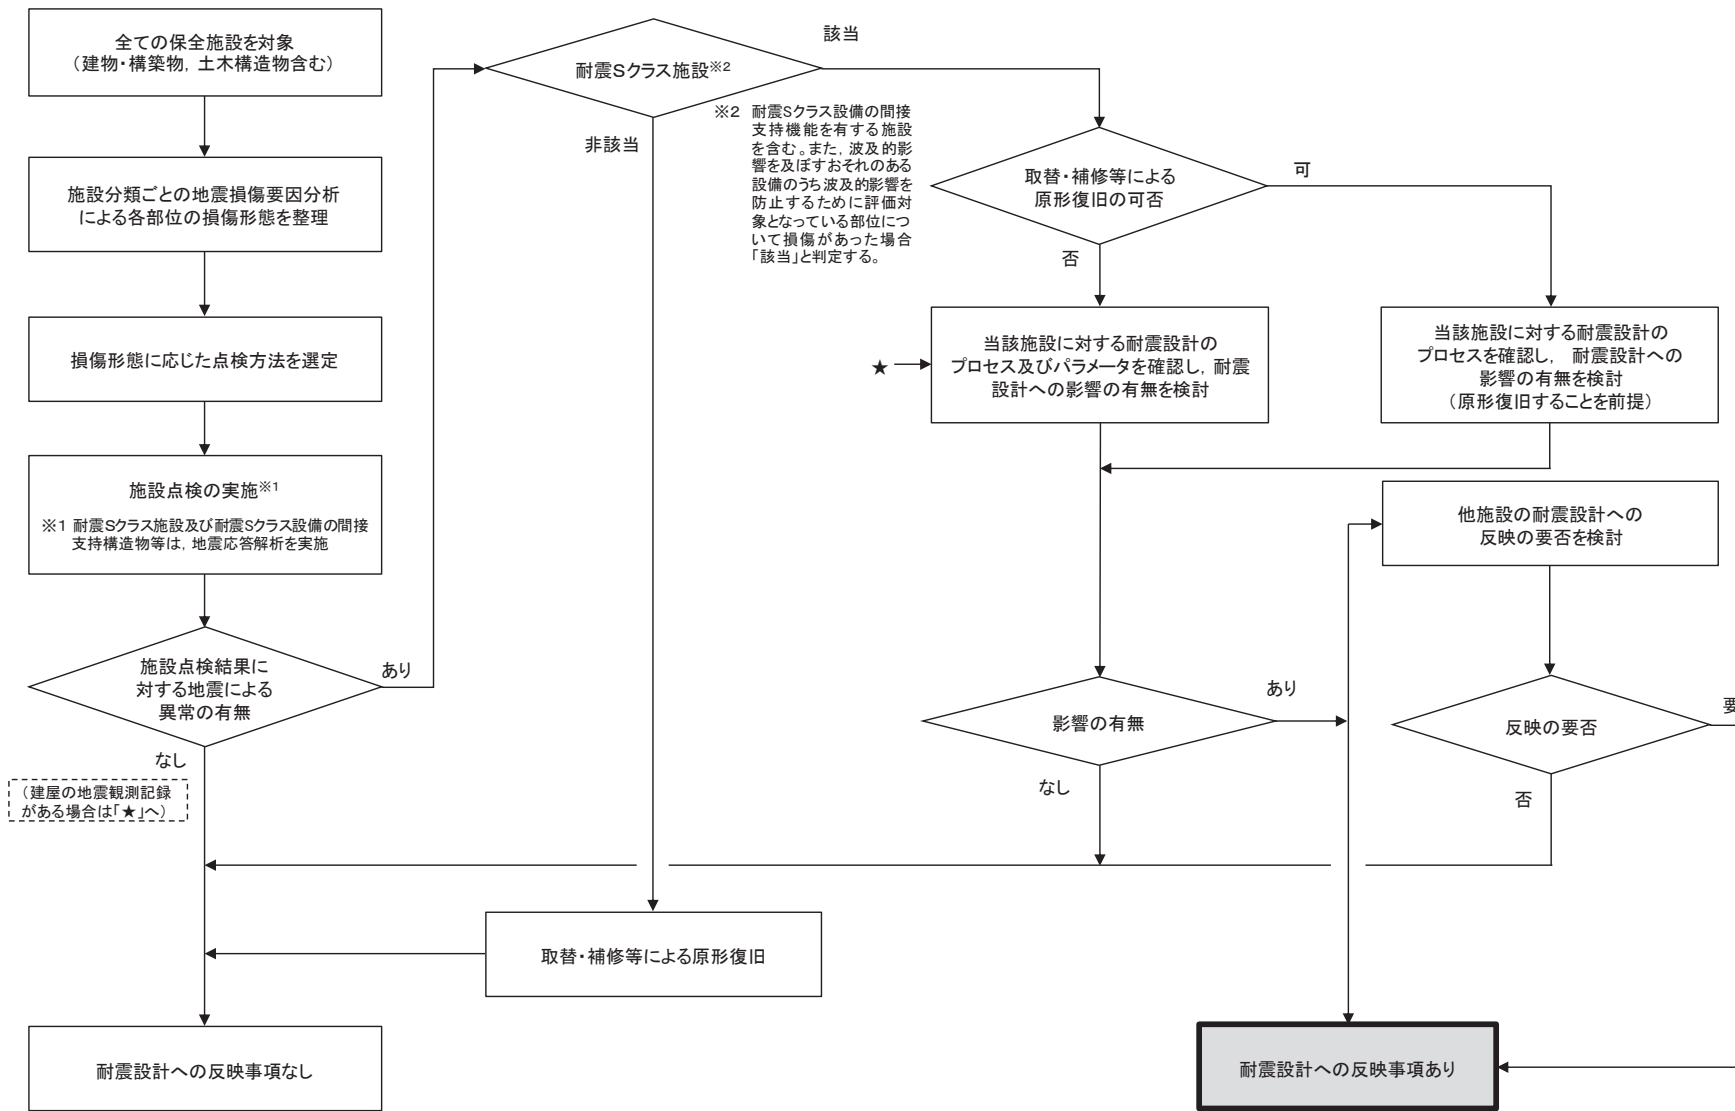 全ての保全施設を対象
（建物・構築物，土木構造物含む）
施設分類ごとの地震損傷要因分析
による各部位の損傷形態を整理
損傷形態に応じた点検方法を選定
施設点検の実施※1
※1 耐震Sクラス施設及び耐震Sクラス設備の間接
支持構造物等は，地震応答解析を実施
施設点検結果に
対する地震による
異常の有無
あり
なし
（建屋の地震観測記録
がある場合は「★」へ）
耐震設計への反映事項なし
耐震Sクラス施設※2
該当
非該当
※2 耐震Sクラス設備の間接
支持機能を有する施設
を含む。また，波及的影
響を及ぼすおそれのある
設備のうち波及的影響を
防止するために評価対
象となっている部位につ
いて損傷があった場合
「該当」と判定する。
取替・補修等による原形復旧
取替・補修等による
原形復旧の可否
可
否
★
当該施設に対する耐震設計の
プロセス及びパラメータを確認し，耐震
設計への影響の有無を検討
当該施設に対する耐震設計の
プロセスを確認し， 耐震設計への
影響の有無を検討
（原形復旧することを前提）
影響の有無
あり
なし
他施設の耐震設計への
反映の要否を検討
反映の要否
要
否
耐震設計への反映事項あり